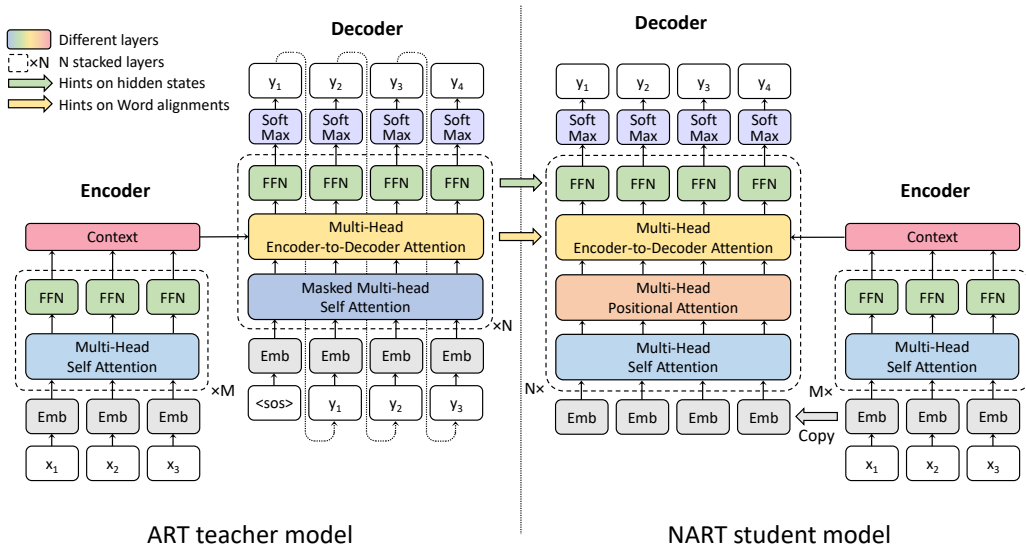 Different layers
×N N stacked layers
Hints on hidden states
Hints on Word alignments
Decoder
y1 y2 y3 y4
Soft Max Soft Max Soft Max Soft Max
FFN FFN FFN FFN
Multi-Head
Encoder-to-Decoder Attention
Masked Multi-head
Self Attention
×N
Emb Emb Emb Emb
<sos> y1 y2 y3
Encoder
Context
FFN FFN FFN
Multi-Head
Self Attention
×M
Emb Emb Emb
x1 x2 x3
ART teacher model
Decoder
y1 y2 y3 y4
Soft Max Soft Max Soft Max Soft Max
FFN FFN FFN FFN
Multi-Head
Encoder-to-Decoder Attention
Multi-Head
Positional Attention
Multi-Head
Self Attention
N×
Emb Emb Emb Emb
Copy
Encoder
Context
FFN FFN FFN
Multi-Head
Self Attention
M×
Emb Emb Emb
x1 x2 x3
NART student model